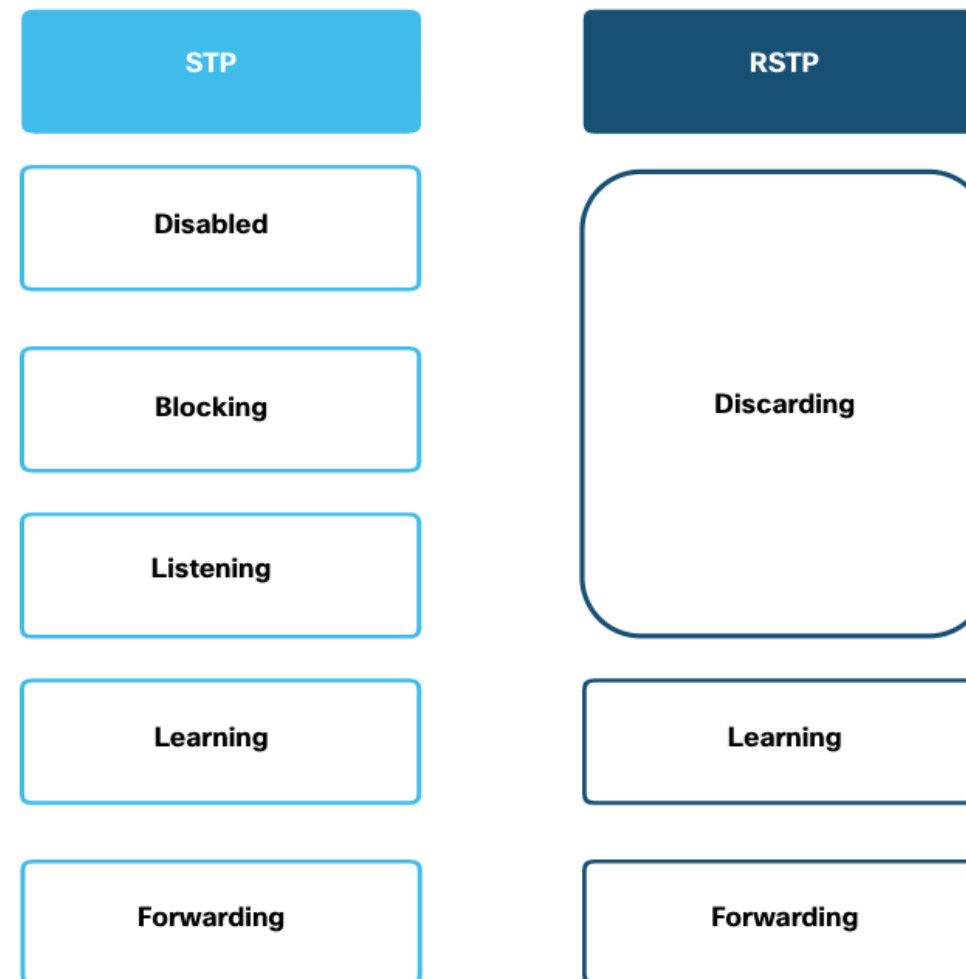 STP
RSTP
Disabled
Blocking
Discarding
Listening
Learning
Learning
Forwarding
Forwarding